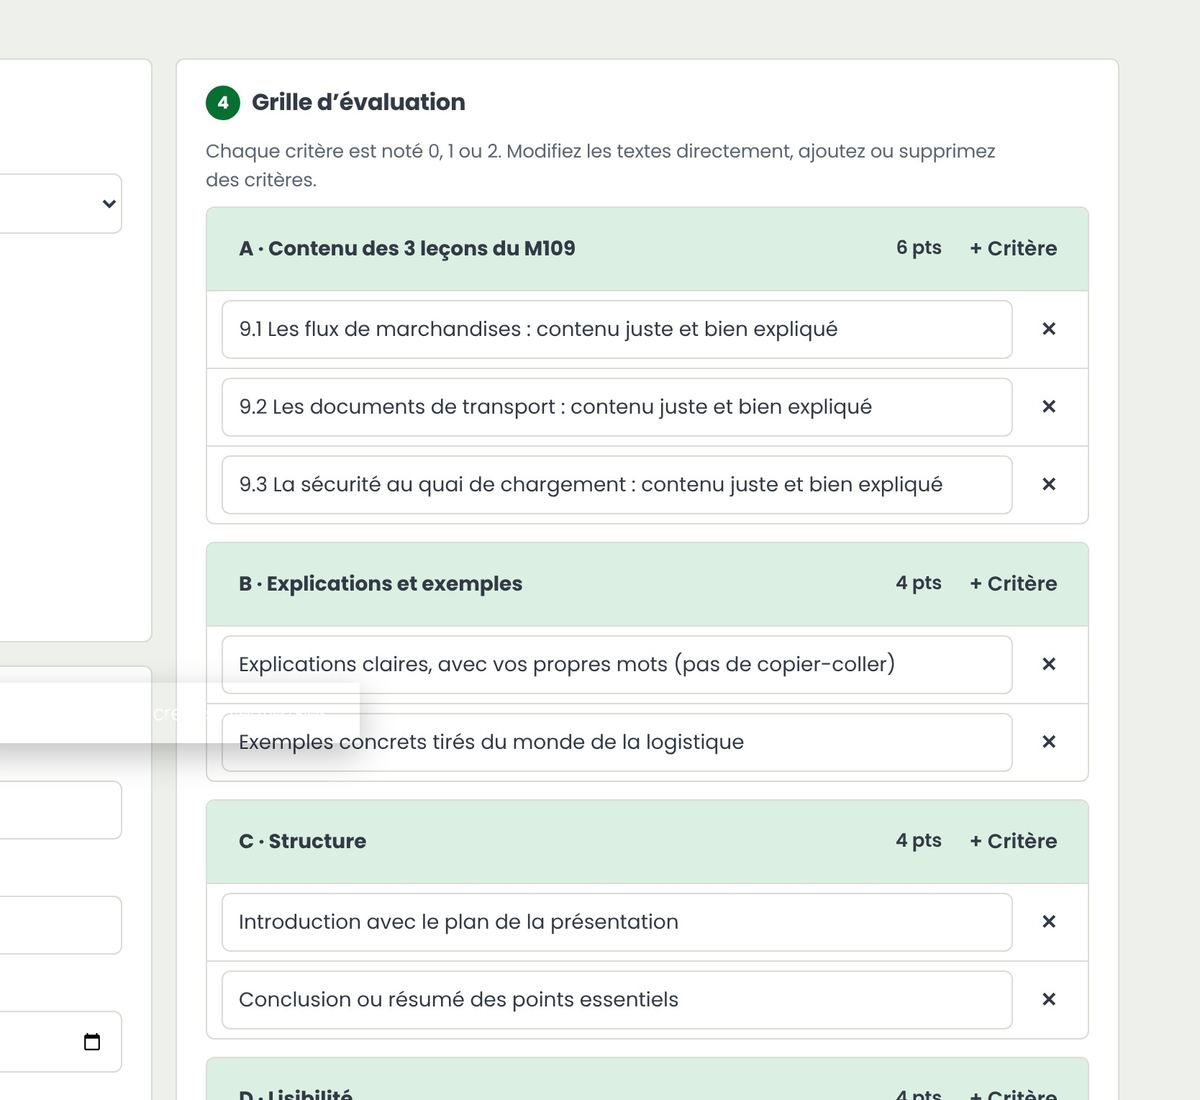 4 Grille d’évaluation
Chaque critère est noté 0, 1 ou 2. Modifiez les textes directement, ajoutez ou supprimez
des critères.
A · Contenu des 3 leçons du M109 6 pts + Critère
9.1 Les flux de marchandises : contenu juste et bien expliqué ×
9.2 Les documents de transport : contenu juste et bien expliqué ×
9.3 La sécurité au quai de chargement : contenu juste et bien expliqué ×
B · Explications et exemples 4 pts + Critère
Explications claires, avec vos propres mots (pas de copier-coller) ×
Exemples concrets tirés du monde de la logistique ×
C · Structure 4 pts + Critère
Introduction avec le plan de la présentation ×
Conclusion ou résumé des points essentiels ×
D · Lisibilité 4 pts + Critère